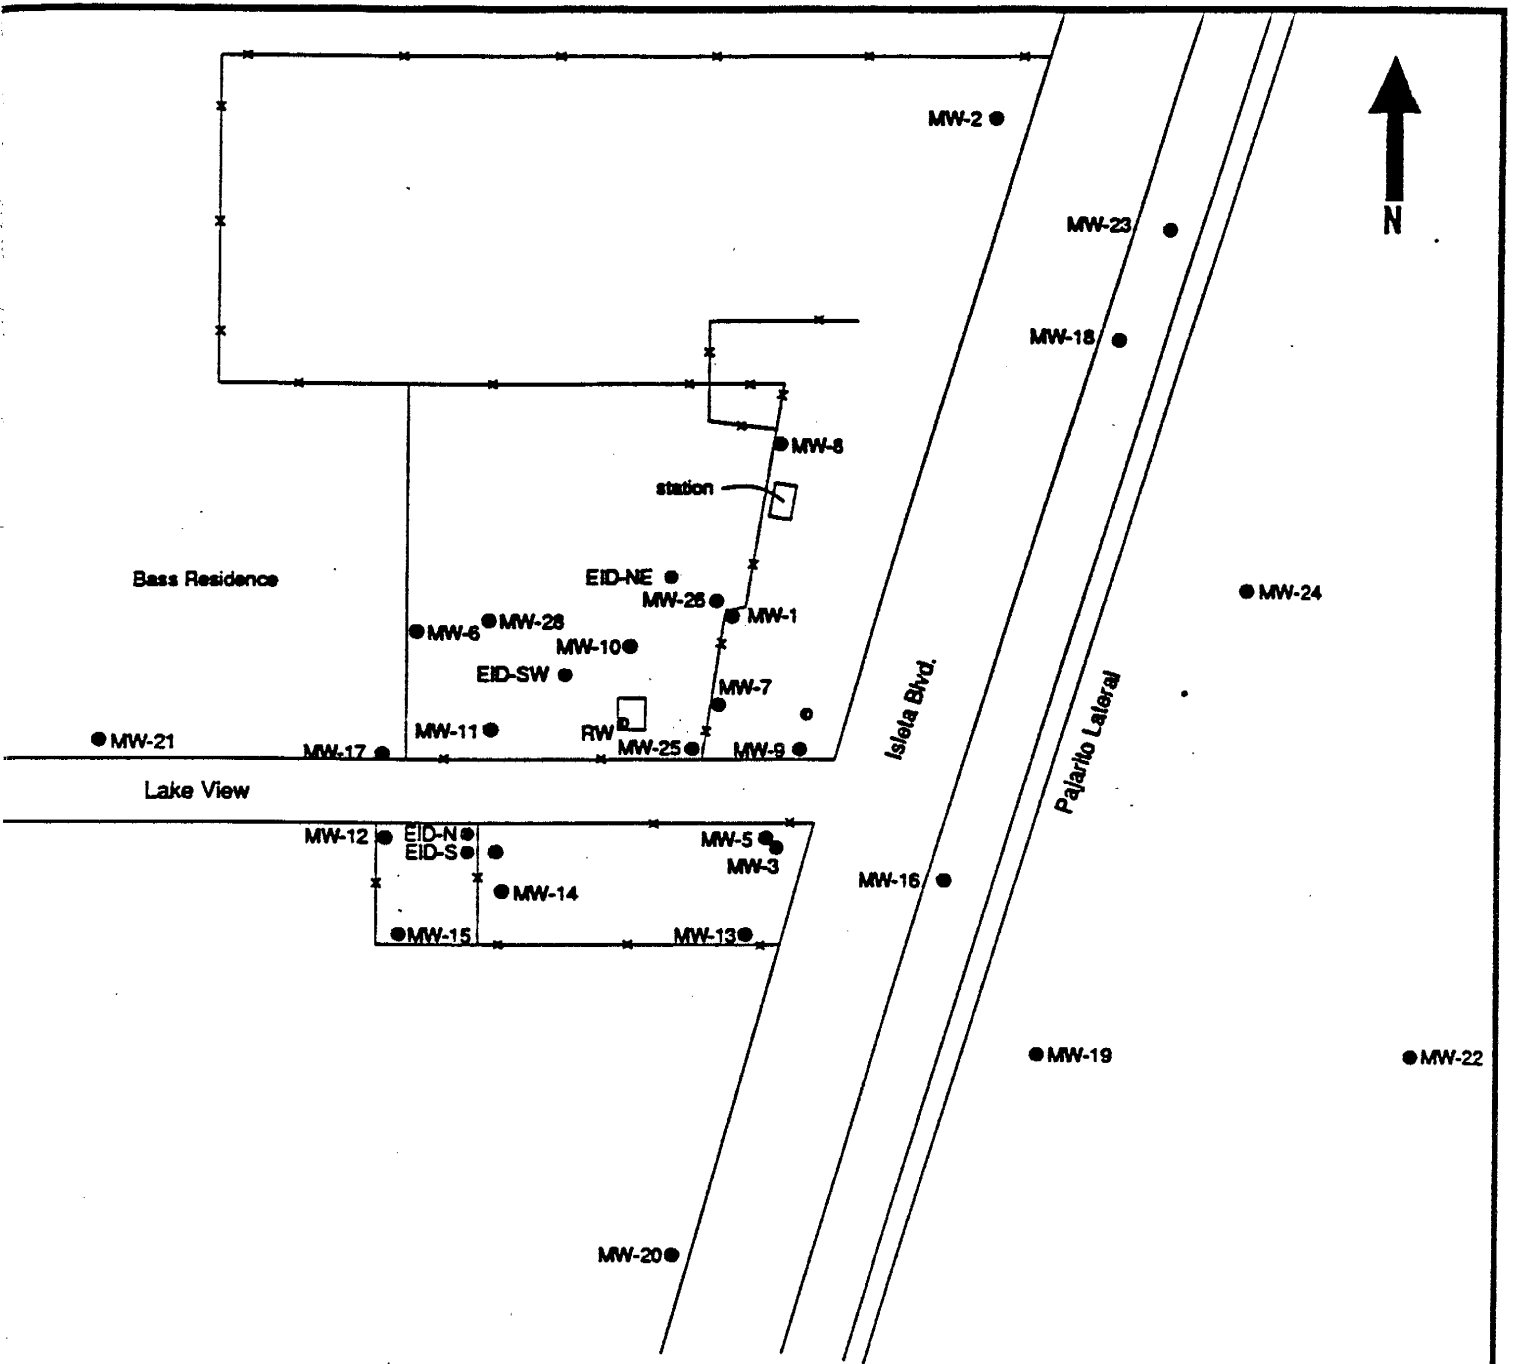 MW-2
MW-23
N
MW-18
MW-8
station
EID-NE
Bass Residence
MW-24
MW-26
MW-1
MW-28
MW-6
MW-10
EID-SW
MW-7
Isleta Blvd.
Pajarito Lateral
MW-11
RW
MW-21
MW-17
MW-25
MW-9
Lake View
MW-12
EID-N
MW-5
EID-S
MW-3
MW-16
MW-14
MW-15
MW-13
MW-19
MW-22
MW-20